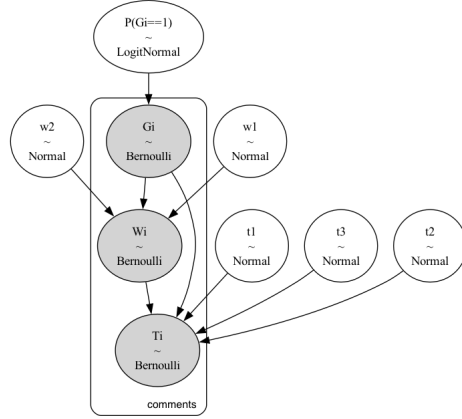 P(Gi==1)
~
LogitNormal
w2
~
Normal
Gi
~
Bernoulli
w1
~
Normal
Wi
~
Bernoulli
t1
~
Normal
t3
~
Normal
t2
~
Normal
Ti
~
Bernoulli
comments